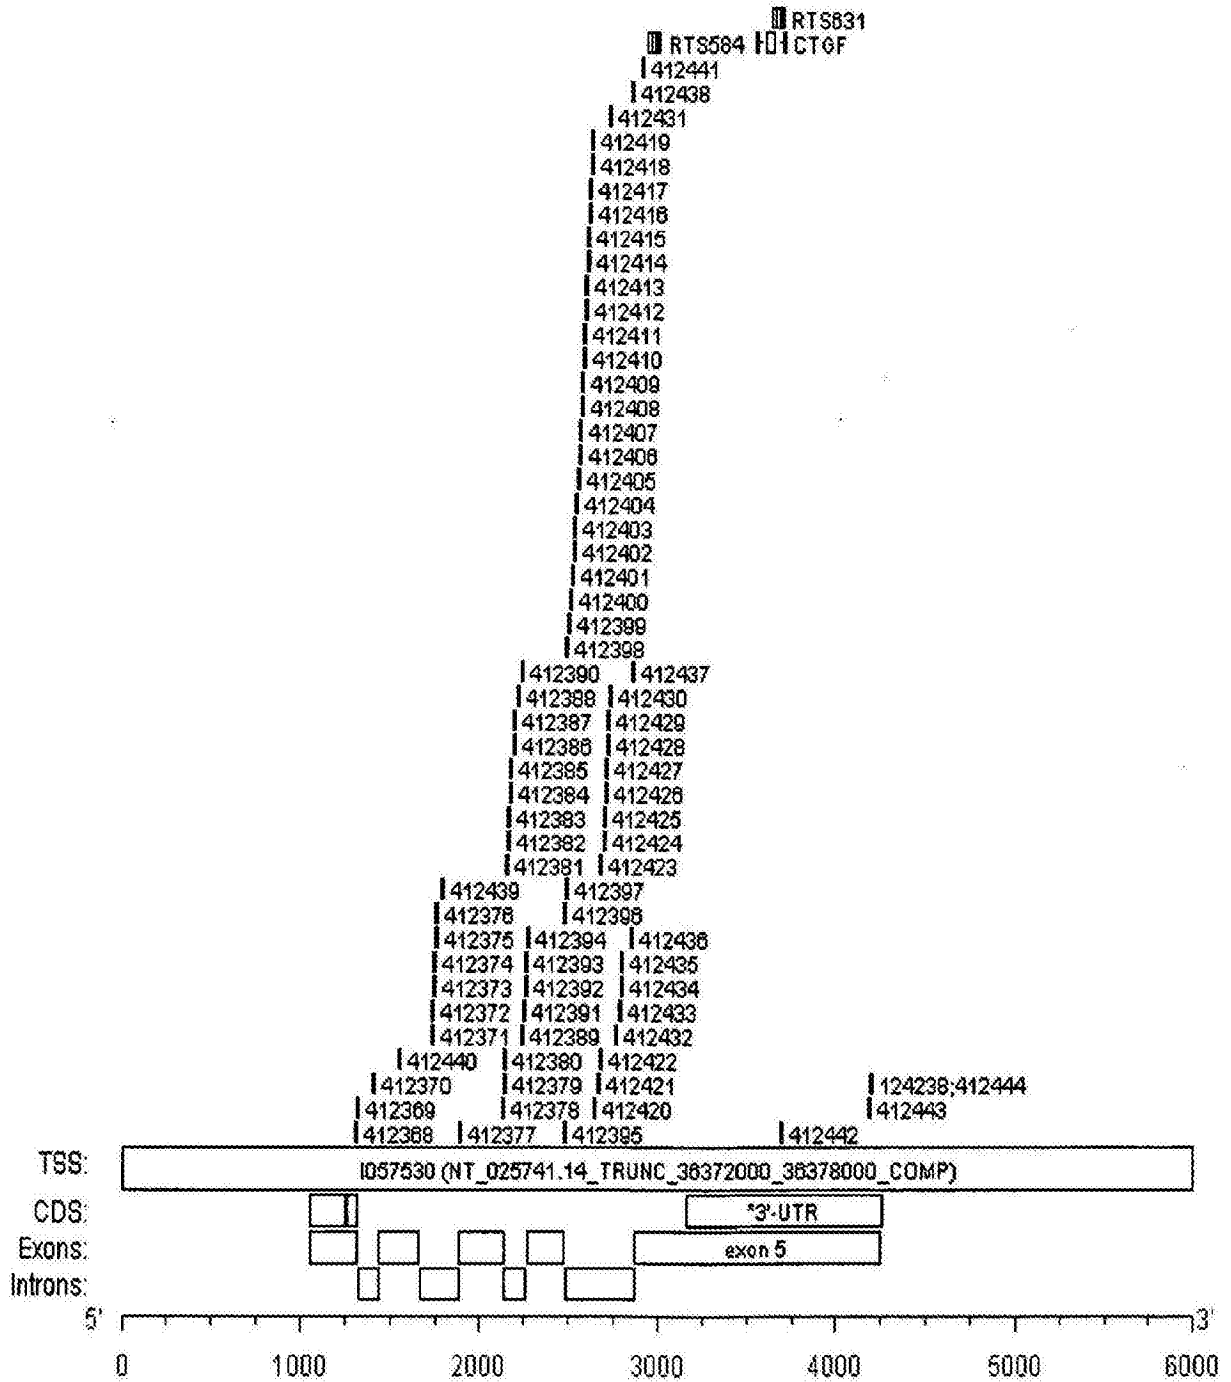 RTS631
RTS584 CTGF
412441
412438
412431
412419
412418
412417
412416
412415
412414
412413
412412
412411
412410
412409
412408
412407
412406
412405
412404
412403
412402
412401
412400
412399
412398
412390 412437
412388 412430
412387 412429
412386 412428
412385 412427
412384 412426
412383 412425
412382 412424
412381 412423
412439 412397
412376 412396
412375 412394 412436
412374 412393 412435
412373 412392 412434
412372 412391 412433
412371 412389 412432
412440 412380 412422
412370 412379 412421 124238;412444
412369 412378 412420 412443
412368 412377 412395 412442
TSS: I057530 (NT_025741.14_TRUNC_36372000_36378000_COMP)
CDS: *3'-UTR
Exons: exon 5
Introns:
5' 3'
0 1000 2000 3000 4000 5000 6000